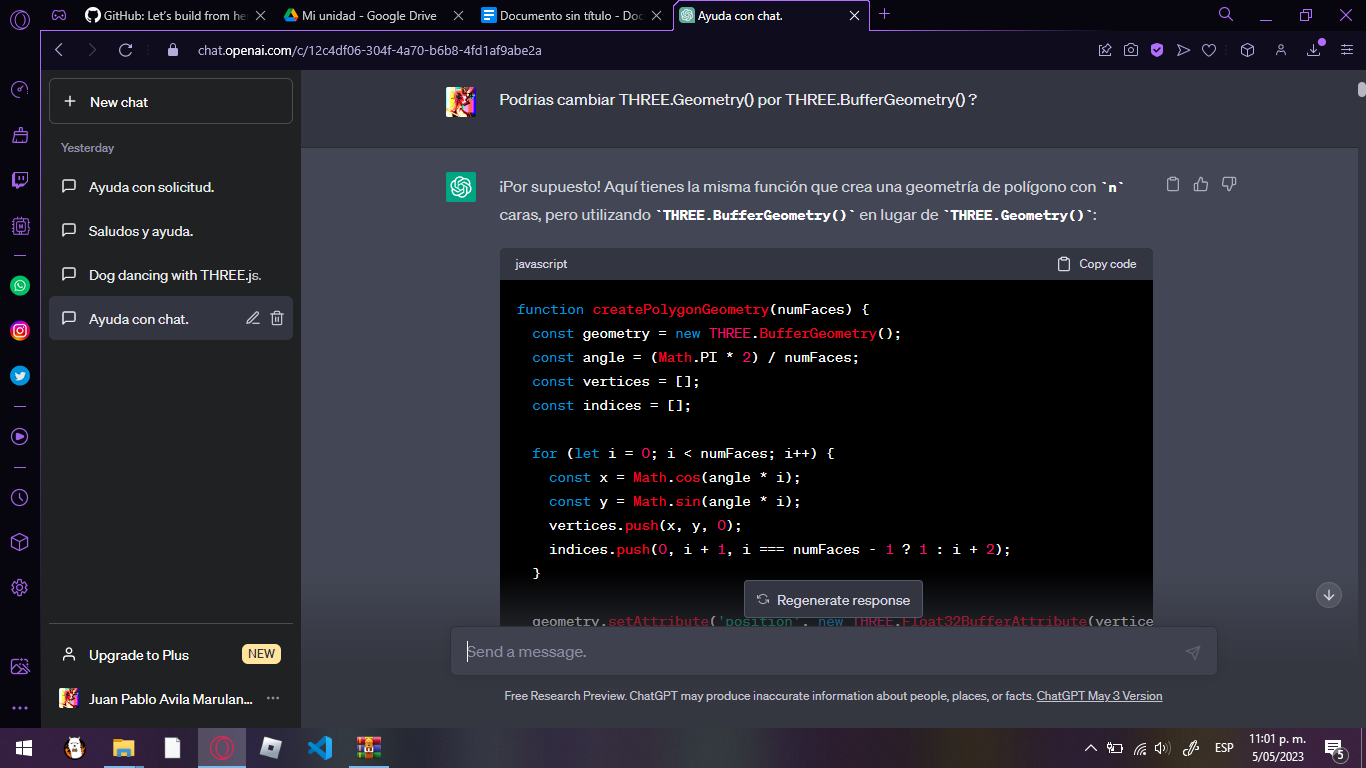 GitHub: Let's build from he
Mi unidad - Google Drive
Documento sin título - Doc
Ayuda con chat.
chat.openai.com/c/12c4df06-304f-4a70-b6b8-4fd1af9abe2a
New chat
Yesterday
Ayuda con solicitud.
Saludos y ayuda.
Dog dancing with THREE.js.
Ayuda con chat.
Upgrade to Plus
NEW
Juan Pablo Avila Marulan...
Podrias cambiar THREE.Geometry() por THREE.BufferGeometry() ?
¡Por supuesto! Aquí tienes la misma función que crea una geometría de polígono con `n`
caras, pero utilizando `THREE.BufferGeometry()` en lugar de `THREE.Geometry()`:
javascript
Copy code
function createPolygonGeometry(numFaces) {
const geometry = new THREE.BufferGeometry();
const angle = (Math.PI * 2) / numFaces;
const vertices = [];
const indices = [];
for (let i = 0; i < numFaces; i++) {
const x = Math.cos(angle * i);
const y = Math.sin(angle * i);
vertices.push(x, y, 0);
indices.push(0, i + 1, i === numFaces - 1 ? 1 : i + 2);
}
geometry.setAttribute('position', new THREE.Float32BufferAttribute(vertice
Regenerate response
Send a message.
Free Research Preview. ChatGPT may produce inaccurate information about people, places, or facts. ChatGPT May 3 Version
ESP
11:01 p. m.
5/05/2023
5